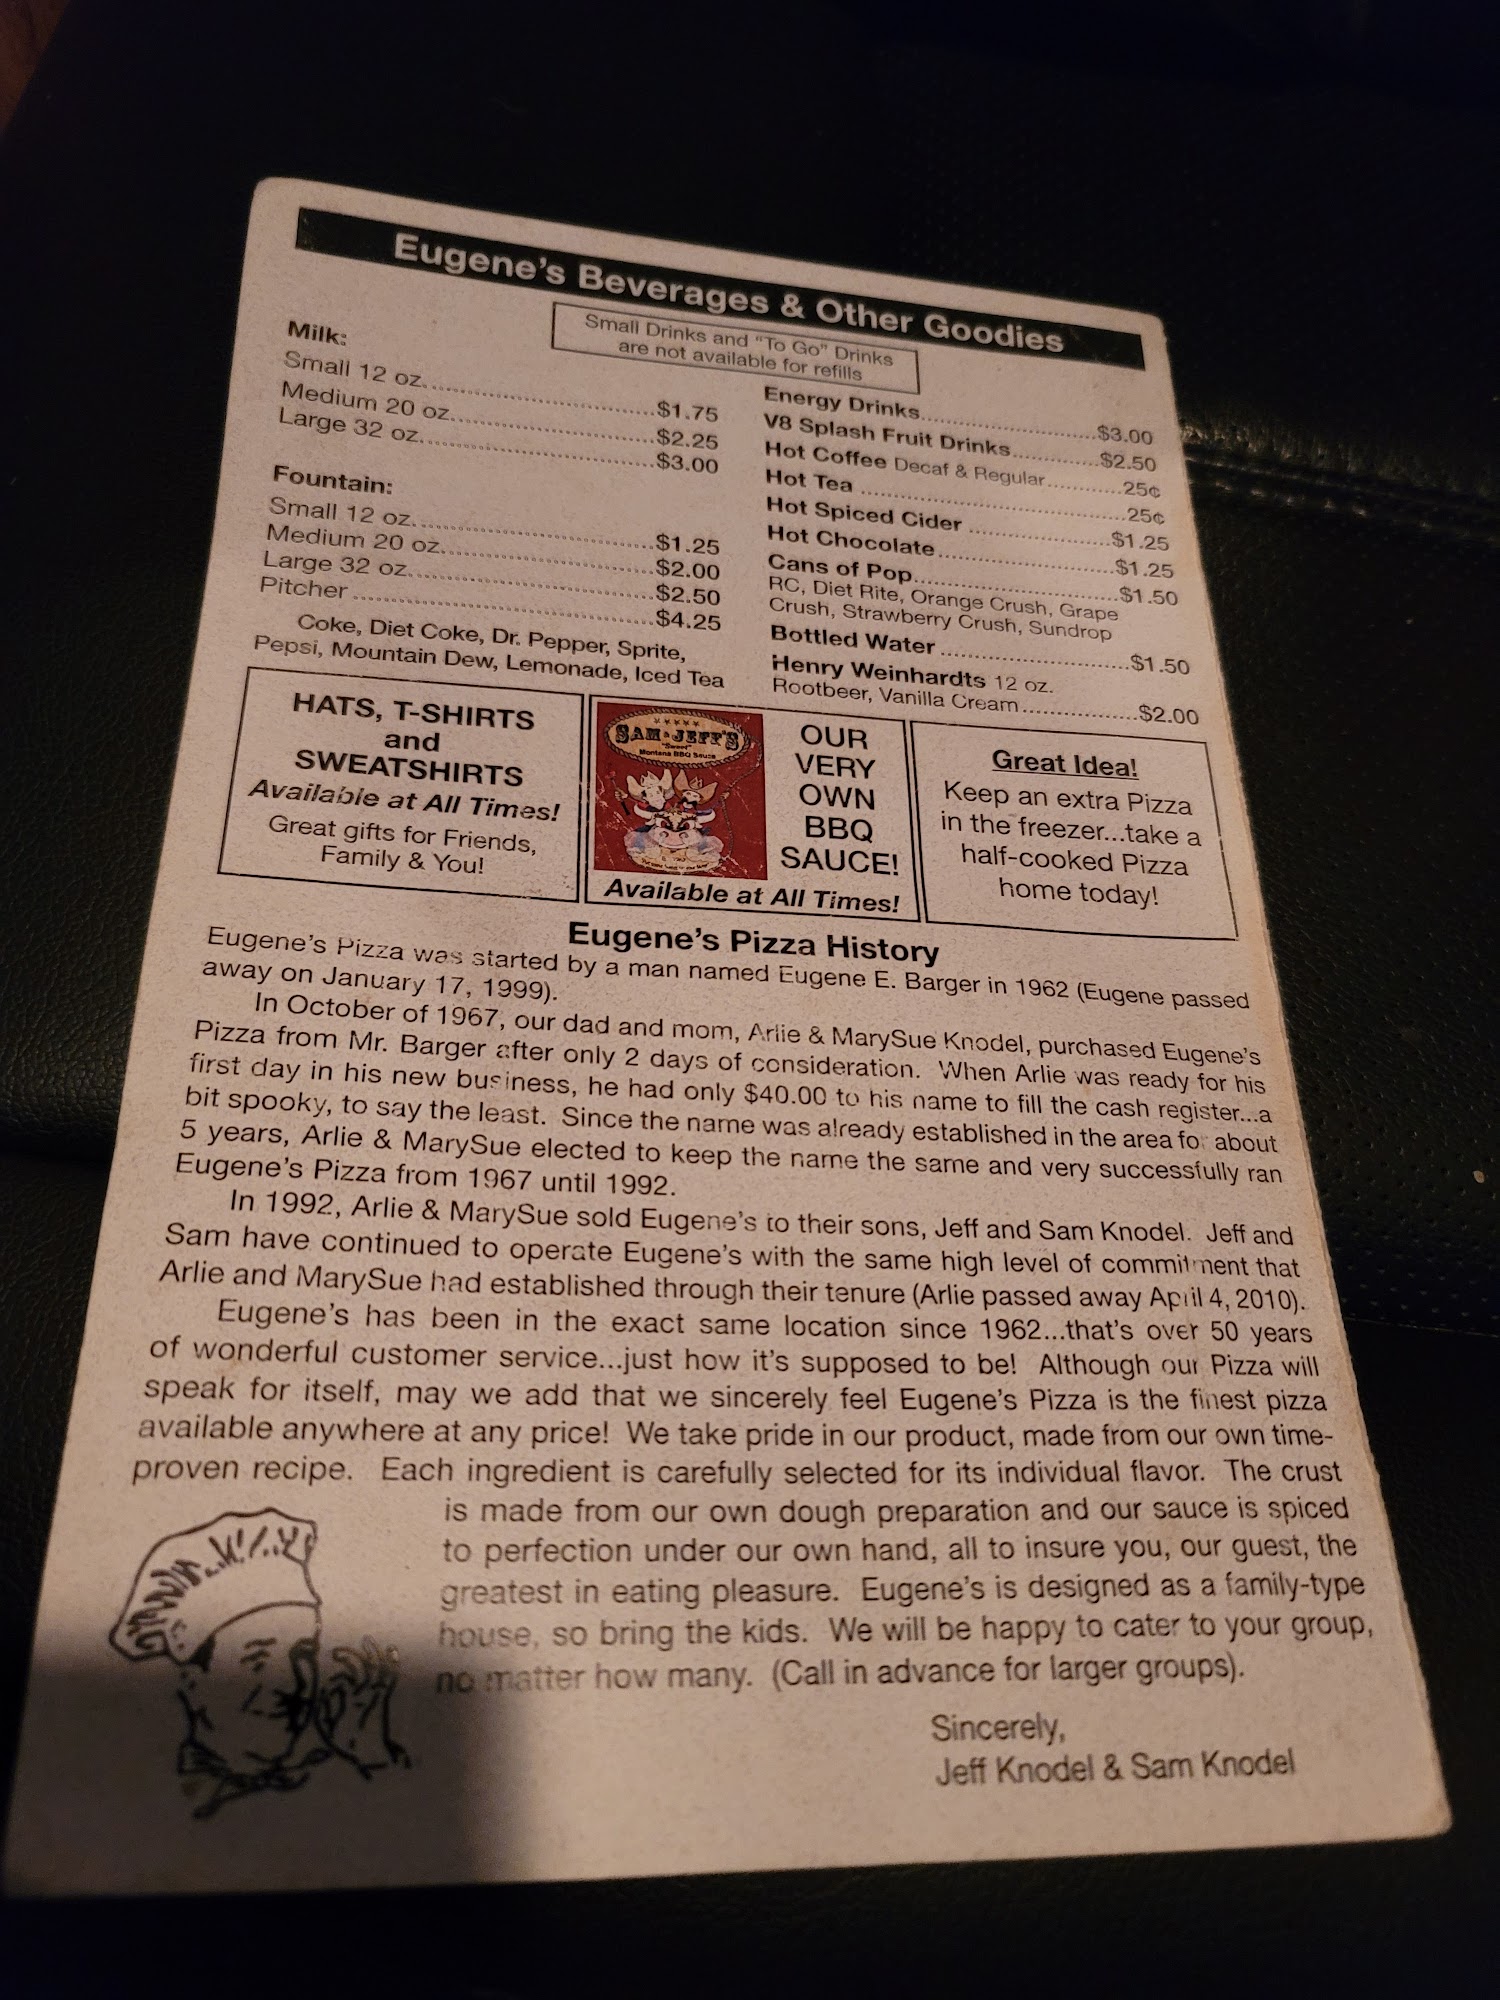 Eugene's Beverages & Other Goodies
Small Drinks and "To Go" Drinks
are not available for refills
Milk:
Small 12 oz. $1.75
Medium 20 oz. $2.25
Large 32 oz. $3.00
Fountain:
Small 12 oz. $1.25
Medium 20 oz. $2.00
Large 32 oz. $2.50
Pitcher $4.25
Coke, Diet Coke, Dr. Pepper, Sprite,
Pepsi, Mountain Dew, Lemonade, Iced Tea
Energy Drinks $3.00
V8 Splash Fruit Drinks $2.50
Hot Coffee Decaf & Regular 25¢
Hot Tea 25¢
Hot Spiced Cider $1.25
Hot Chocolate $1.25
Cans of Pop $1.50
RC, Diet Rite, Orange Crush, Grape
Crush, Strawberry Crush, Sundrop
Bottled Water $1.50
Henry Weinhardts 12 oz.
Rootbeer, Vanilla Cream $2.00
HATS, T-SHIRTS
and
SWEATSHIRTS
Available at All Times!
Great gifts for Friends,
Family & You!
SAM & JEFF'S
"Sweet"
Montana BBQ Sauce
OUR
VERY
OWN
BBQ
SAUCE!
Available at All Times!
Great Idea!
Keep an extra Pizza
in the freezer...take a
half-cooked Pizza
home today!
Eugene's Pizza History
Eugene's Pizza was started by a man named Eugene E. Barger in 1962 (Eugene passed
away on January 17, 1999).
In October of 1967, our dad and mom, Arlie & MarySue Knodel, purchased Eugene's
Pizza from Mr. Barger after only 2 days of consideration. When Arlie was ready for his
first day in his new business, he had only $40.00 to his name to fill the cash register...a
bit spooky, to say the least. Since the name was already established in the area for about
5 years, Arlie & MarySue elected to keep the name the same and very successfully ran
Eugene's Pizza from 1967 until 1992.
In 1992, Arlie & MarySue sold Eugene's to their sons, Jeff and Sam Knodel. Jeff and
Sam have continued to operate Eugene's with the same high level of commitment that
Arlie and MarySue had established through their tenure (Arlie passed away April 4, 2010).
Eugene's has been in the exact same location since 1962...that's over 50 years
of wonderful customer service...just how it's supposed to be! Although our Pizza will
speak for itself, may we add that we sincerely feel Eugene's Pizza is the finest pizza
available anywhere at any price! We take pride in our product, made from our own time-
proven recipe. Each ingredient is carefully selected for its individual flavor. The crust
is made from our own dough preparation and our sauce is spiced
to perfection under our own hand, all to insure you, our guest, the
greatest in eating pleasure. Eugene's is designed as a family-type
house, so bring the kids. We will be happy to cater to your group,
no matter how many. (Call in advance for larger groups).
Sincerely,
Jeff Knodel & Sam Knodel